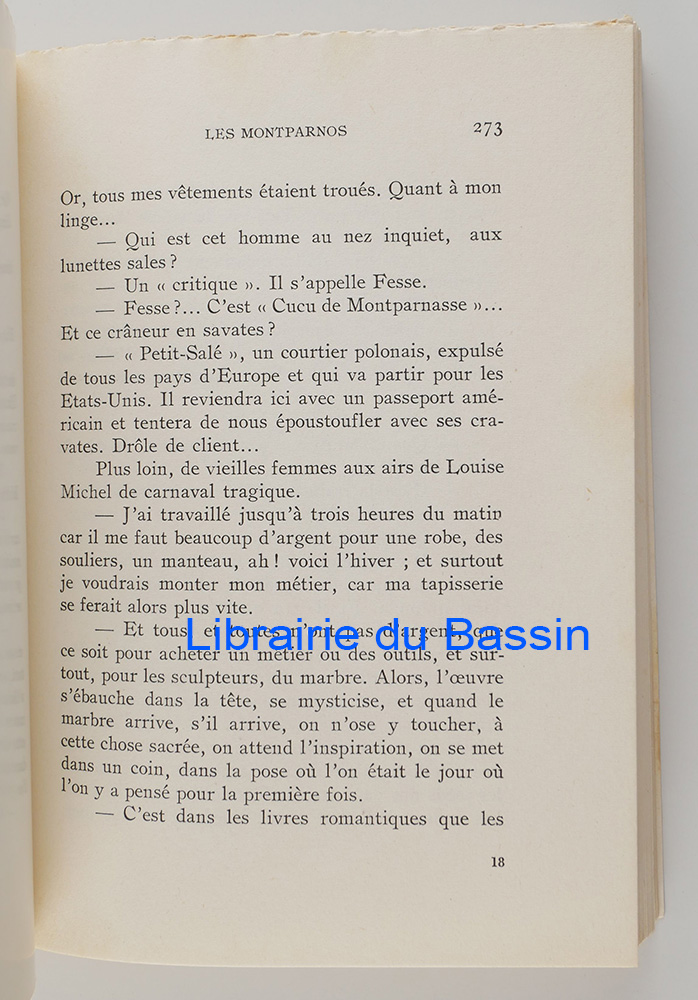 LES MONTPARNOS 273
Or, tous mes vêtements étaient troués. Quant à mon
linge...
— Qui est cet homme au nez inquiet, aux
lunettes sales ?
— Un « critique ». Il s'appelle Fesse.
— Fesse ?... C'est « Cucu de Montparnasse »...
Et ce crâneur en savates ?
— « Petit-Salé », un courtier polonais, expulsé
de tous les pays d'Europe et qui va partir pour les
Etats-Unis. Il reviendra ici avec un passeport amé-
ricain et tentera de nous époustoufler avec ses cra-
vates. Drôle de client...
Plus loin, de vieilles femmes aux airs de Louise
Michel de carnaval tragique.
— J'ai travaillé jusqu'à trois heures du matin
car il me faut beaucoup d'argent pour une robe, des
souliers, un manteau, ah ! voici l'hiver ; et surtout
je voudrais monter mon métier, car ma tapisserie
se ferait alors plus vite.
— Et tous, et toutes n'ont pas d'argent, que
Librairie du Bassin
ce soit pour acheter un métier ou des outils, et sur-
tout, pour les sculpteurs, du marbre. Alors, l'œuvre
s'ébauche dans la tête, se mysticise, et quand le
marbre arrive, s'il arrive, on n'ose y toucher, à
cette chose sacrée, on attend l'inspiration, on se met
dans un coin, dans la pose où l'on était le jour où
l'on y a pensé pour la première fois.
— C'est dans les livres romantiques que les
18